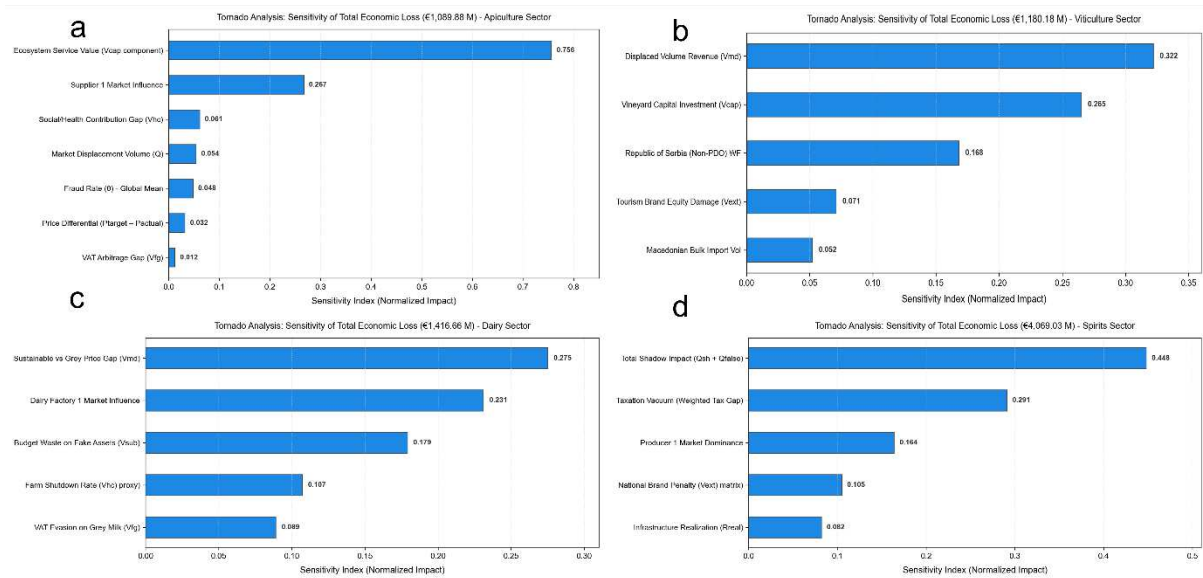 a
Tornado Analysis: Sensitivity of Total Economic Loss (€1,089.88 M) - Apiculture Sector
Ecosystem Service Value (Vcap component)
0.756
Supplier 1 Market Influence
0.267
Social/Health Contribution Gap (Vhc)
0.061
Market Displacement Volume (Q)
0.054
Fraud Rate (θ) - Global Mean
0.048
Price Differential (Ptarget – Pactual)
0.032
VAT Arbitrage Gap (Vfg)
0.012
0.0 0.1 0.2 0.3 0.4 0.5 0.6 0.7 0.8
Sensitivity Index (Normalized Impact)
b
Tornado Analysis: Sensitivity of Total Economic Loss (€1,180.18 M) - Viticulture Sector
Displaced Volume Revenue (Vmd)
0.322
Vineyard Capital Investment (Vcap)
0.265
Republic of Serbia (Non-PDO) WF
0.168
Tourism Brand Equity Damage (Vext)
0.071
Macedonian Bulk Import Vol
0.052
0.00 0.05 0.10 0.15 0.20 0.25 0.30 0.35
Sensitivity Index (Normalized Impact)
c
Tornado Analysis: Sensitivity of Total Economic Loss (€1,416.66 M) - Dairy Sector
Sustainable vs Grey Price Gap (Vmd)
0.275
Dairy Factory 1 Market Influence
0.231
Budget Waste on Fake Assets (Vsub)
0.179
Farm Shutdown Rate (Vhc) proxy)
0.107
VAT Evasion on Grey Milk (Vfg)
0.089
0.00 0.05 0.10 0.15 0.20 0.25 0.30
Sensitivity Index (Normalized Impact)
d
Tornado Analysis: Sensitivity of Total Economic Loss (€4,069.03 M) - Spirits Sector
Total Shadow Impact (Qsh + Qfalse)
0.448
Taxation Vacuum (Weighted Tax Gap)
0.291
Producer 1 Market Dominance
0.164
National Brand Penalty (Vext) matrix)
0.105
Infrastructure Realization (Rreal)
0.082
0.0 0.1 0.2 0.3 0.4 0.5
Sensitivity Index (Normalized Impact)